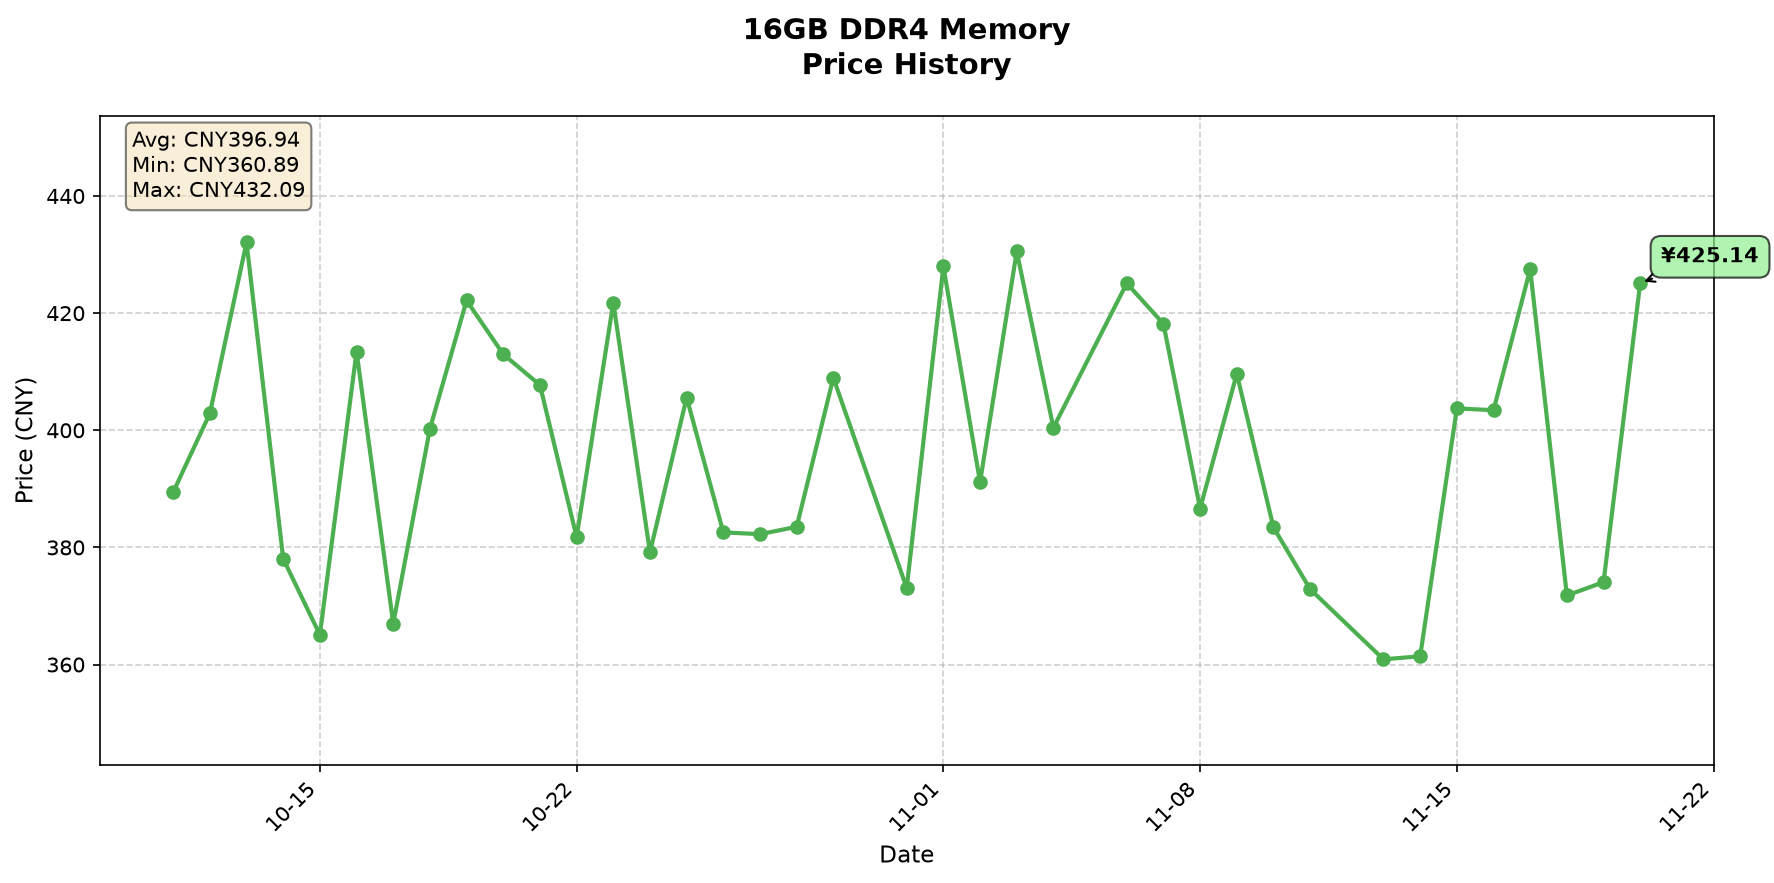 16GB DDR4 Memory
Price History
Avg: CNY396.94
Min: CNY360.89
Max: CNY432.09
¥425.14
Price (CNY)
440
420
400
380
360
10-15
10-22
11-01
11-08
11-15
11-22
Date